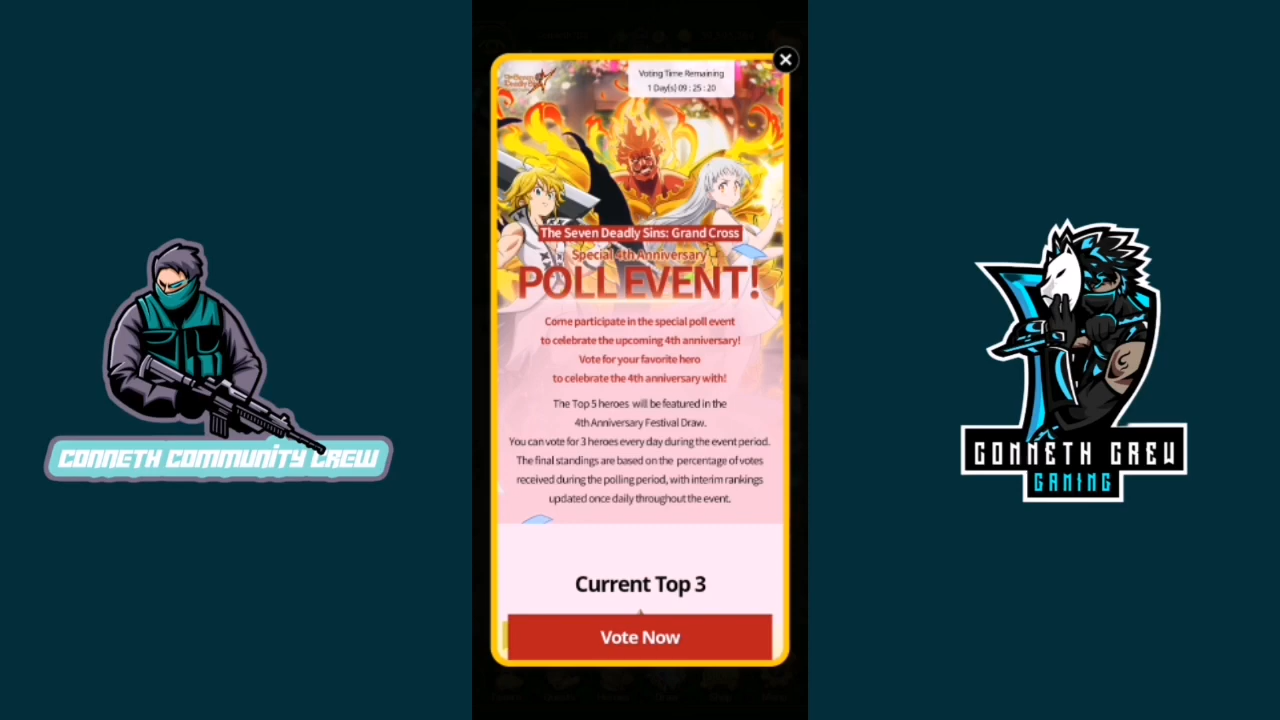 Voting Time Remaining
1 Day(s) 09 : 25 : 20
The Seven Deadly Sins: Grand Cross
Special 4th Anniversary
POLL EVENT!
Come participate in the special poll event
to celebrate the upcoming 4th anniversary!
Vote for your favorite hero
to celebrate the 4th anniversary with!
The Top 5 heroes will be featured in the
4th Anniversary Festival Draw.
You can vote for 3 heroes every day during the event period.
The final standings are based on the percentage of votes
received during the polling period, with interim rankings
updated once daily throughout the event.
Current Top 3
Vote Now
CONNETH COMMUNITY CREW
CONNETH CREW
GAMING